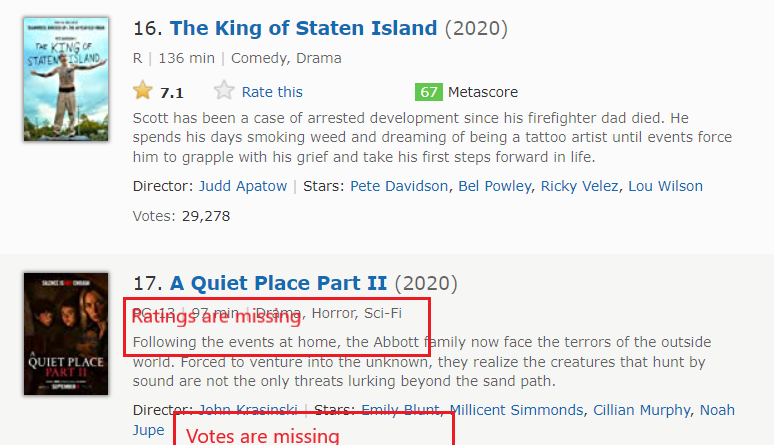 THE KING OF
STATEN ISLAND
16. The King of Staten Island (2020)
R | 136 min | Comedy, Drama
7.1 Rate this 67 Metascore
Scott has been a case of arrested development since his firefighter dad died. He
spends his days smoking weed and dreaming of being a tattoo artist until events force
him to grapple with his grief and take his first steps forward in life.
Director: Judd Apatow | Stars: Pete Davidson, Bel Powley, Ricky Velez, Lou Wilson
Votes: 29,278
SILENCE IS NOT ENOUGH
A
QUIET PLACE
PART II
17. A Quiet Place Part II (2020)
PG-13 | 97 min | Drama, Horror, Sci-Fi
Ratings are missing
Following the events at home, the Abbott family now face the terrors of the outside
world. Forced to venture into the unknown, they realize the creatures that hunt by
sound are not the only threats lurking beyond the sand path.
Director: John Krasinski | Stars: Emily Blunt, Millicent Simmonds, Cillian Murphy, Noah
Jupe
Votes are missing